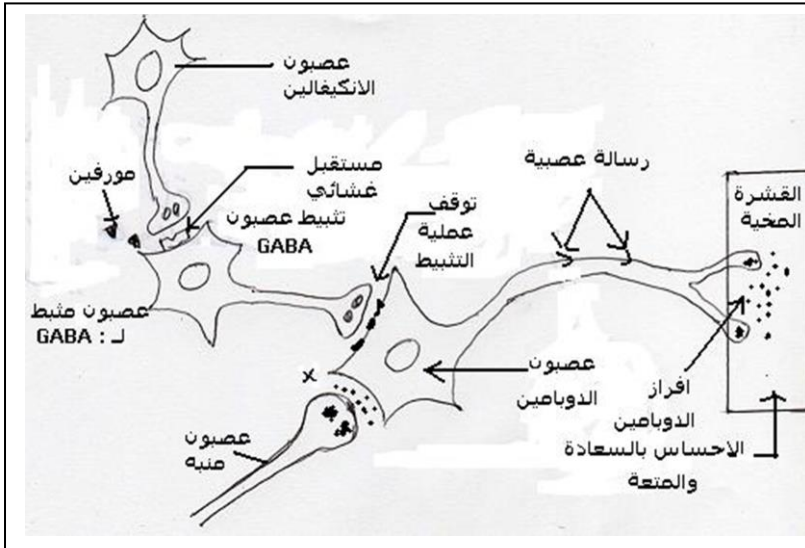 عصبون
الانكيفالين
مورفين
مستقبل
غشائي
تثبيط عصبون
GABA
توقف
عملية
التثبيط
رسالة عصبية
القشرة
المخية
عصبون مثبط
لـ : GABA
x
عصبون
الدوبامين
افراز
الدوبامين
الاحساس بالسعادة
والمتعة
عصبون
منبه